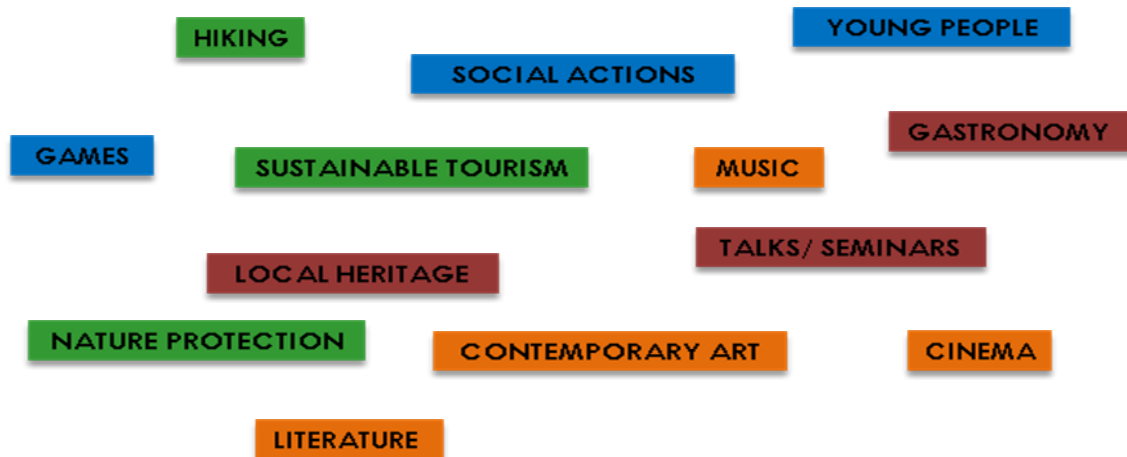 YOUNG PEOPLE
HIKING
SOCIAL ACTIONS
GASTRONOMY
GAMES
SUSTAINABLE TOURISM
MUSIC
TALKS/ SEMINARS
LOCAL HERITAGE
NATURE PROTECTION
CONTEMPORARY ART
CINEMA
LITERATURE